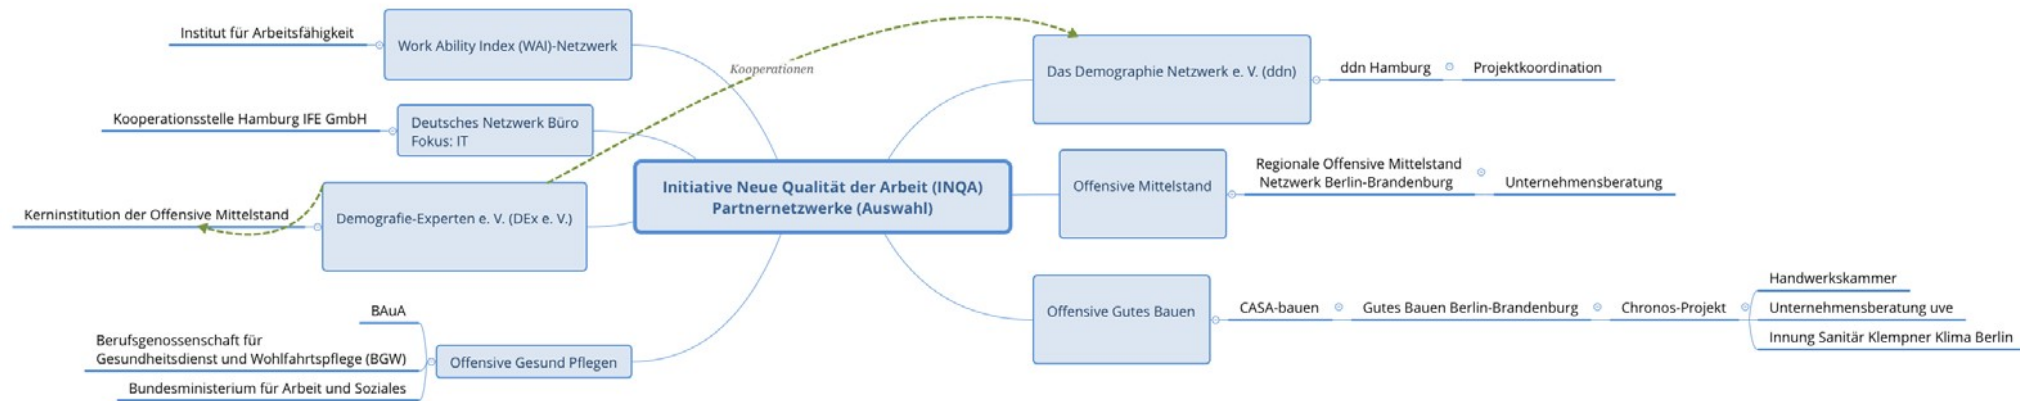 Institut für Arbeitsfähigkeit
Work Ability Index (WAI)-Netzwerk
Kooperationsstelle Hamburg IFE GmbH
Deutsches Netzwerk Büro
Fokus: IT
Kerninstitution der Offensive Mittelstand
Demografie-Experten e. V. (DEx e. V.)
BAuA
Berufsgenossenschaft für
Gesundheitsdienst und Wohlfahrtspflege (BGW)
Bundesministerium für Arbeit und Soziales
Offensive Gesund Pflegen
Kooperationen
Initiative Neue Qualität der Arbeit (INQA)
Partnernetzwerke (Auswahl)
Das Demographie Netzwerk e. V. (ddn)
ddn Hamburg
Projektkoordination
Offensive Mittelstand
Regionale Offensive Mittelstand
Netzwerk Berlin-Brandenburg
Unternehmensberatung
Offensive Gutes Bauen
CASA-bauen
Gutes Bauen Berlin-Brandenburg
Chronos-Projekt
Handwerkskammer
Unternehmensberatung uve
Innung Sanitär Klempner Klima Berlin